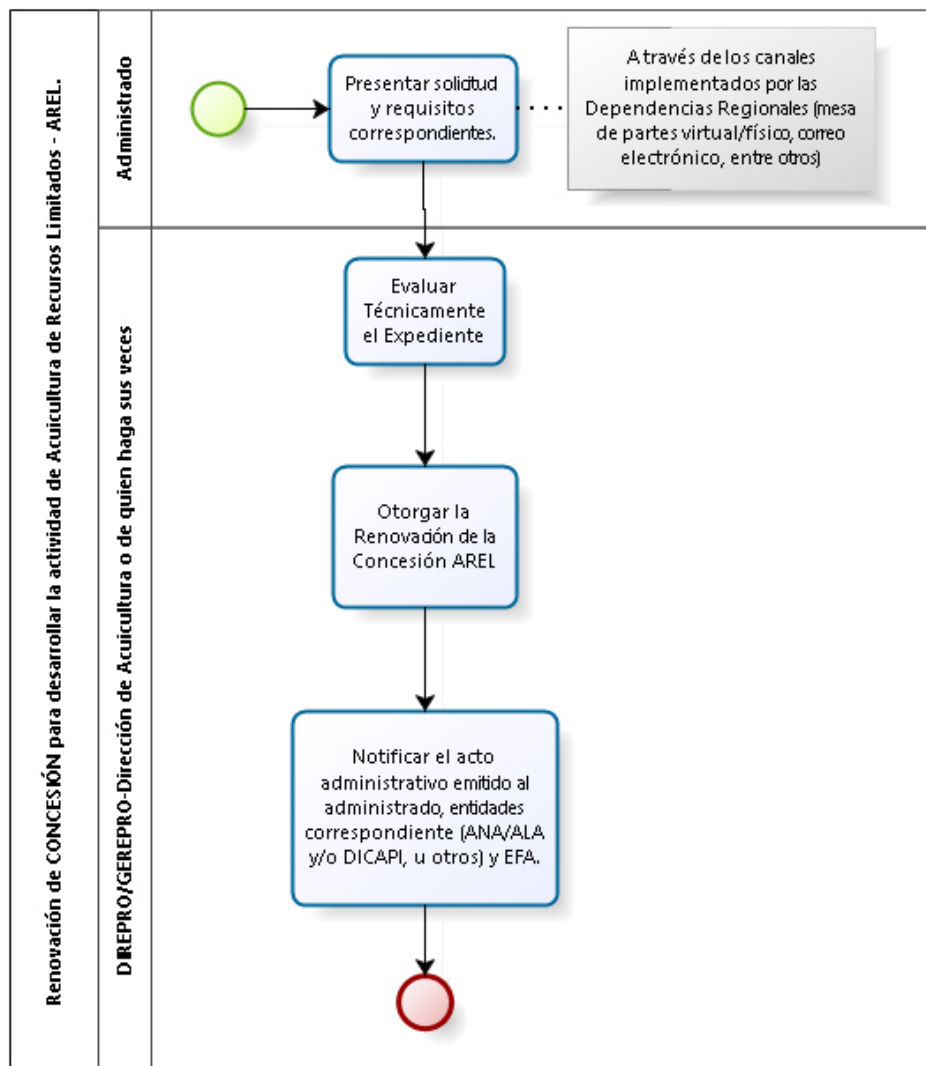 Renovación de CONCESIÓN para desarrollar la actividad de Acuicultura de Recursos Limitados - AREL.
Administrado
Presentar solicitud
y requisitos
correspondientes.
A través de los canales
implementados por las
Dependencias Regionales (mesa
de partes virtual/físico, correo
electrónico, entre otros)
DIREPRO/GEREPRO-Dirección de Acuicultura o de quien haga sus veces
Evaluar
Técnicamente
el Expediente
Otorgar la
Renovación de la
Concesión AREL
Notificar el acto
administrativo emitido al
administrado, entidades
correspondiente (ANA/ALA
y/o DICAPI, u otros) y EFA.